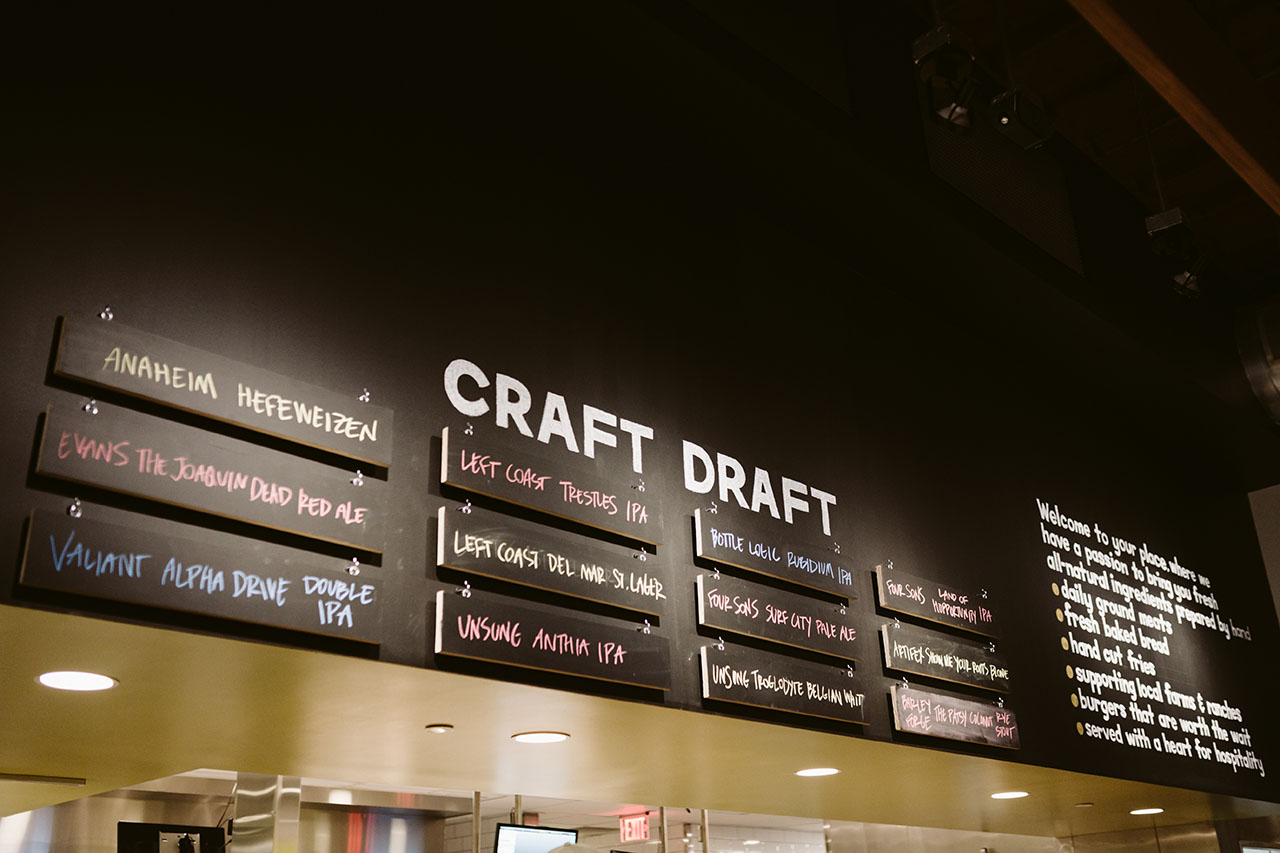 CRAFT DRAFT
ANAHEIM HEFEWEIZEN
EVANS THE JOAQUIN DEAD RED ALE
VALIANT ALPHA DRIVE DOUBLE
IPA
LEFT COAST TRESTLES IPA
LEFT COAST DEL MAR ST. LAGER
UNSUNG ANTHIA IPA
BOTTLE LOGIC RUBIDIUM IPA
FOUR SONS SURF CITY PALE ALE
UNSUNG TROGLODYTE BELGIAN WAIT
FOUR SONS LAND OF
HOPPORTUNITY IPA
ARTIFEX SHOW ME YOUR ROOTS BLONE
BARLEY THE PATSY COCONUT RYE
FORGE STOUT
Welcome to your place, where we
have a passion to bring you fresh
all-natural ingredients prepared by hand
daily ground meats
fresh baked bread
hand cut fries
supporting local farms & ranches
burgers that are worth the wait
served with a heart for hospitality
EXIT